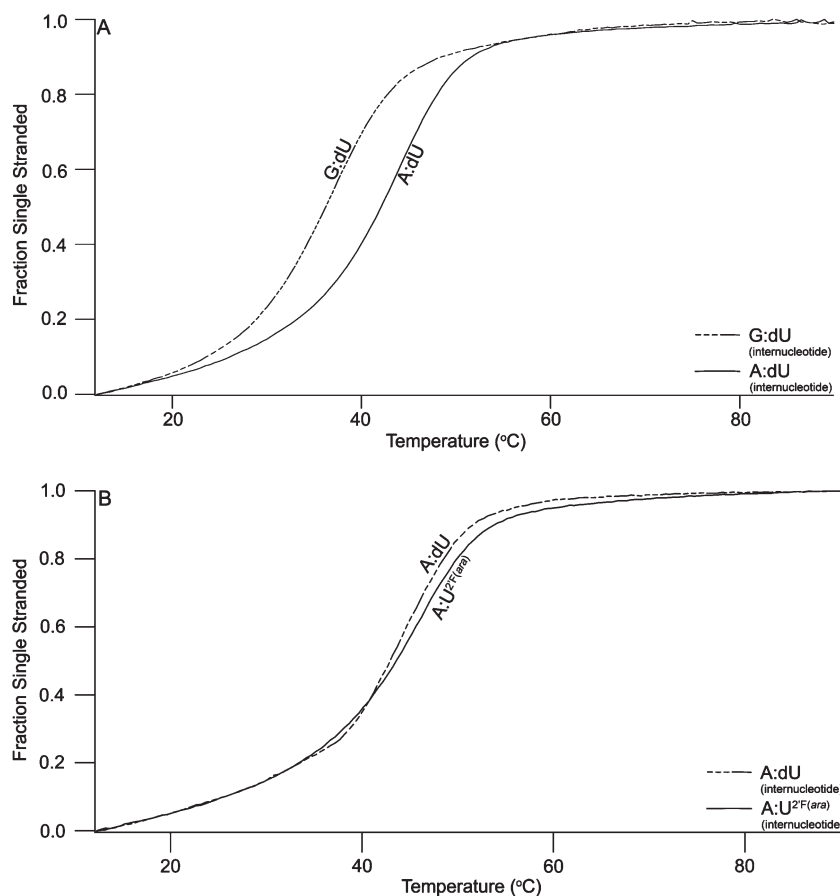 A
1.0
0.8
0.6
0.4
0.2
0.0
Fraction Single Stranded
G:dU
A:dU
G:dU
(internucleotide)
A:dU
(internucleotide)
20
40
60
80
Temperature (°C)
B
1.0
0.8
0.6
0.4
0.2
0.0
Fraction Single Stranded
A:dU
A:U2'F(ara)
A:dU
(internucleotide
A:U2'F(ara)
(internucleotide
20
40
60
80
Temperature (°C)